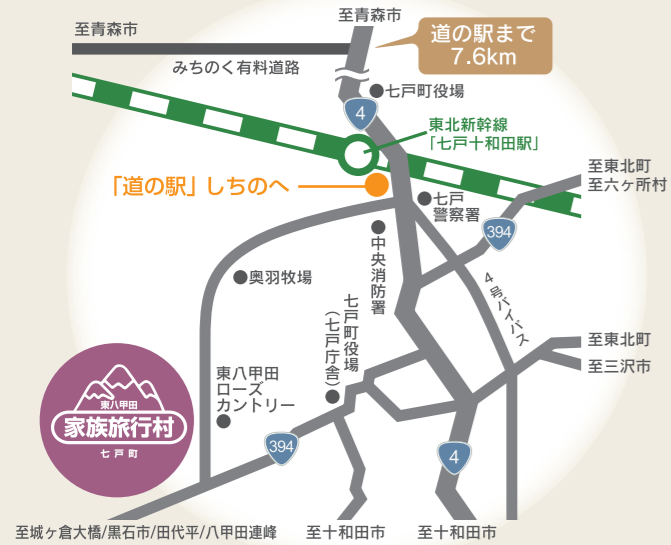 至青森市
至青森市
道の駅まで
7.6km
みちのく有料道路
七戸町役場
4
東北新幹線
「七戸十和田駅」
至東北町
至六ヶ所村
「道の駅」しちのへ
七戸
警察署
394
中央消防署
奥羽牧場
4号バイパス
七戸町役場
（七戸庁舎）
至東北町
至三沢市
東八甲田
ローズ
カントリー
東八甲田
家族旅行村
七戸町
394
4
至城ヶ倉大橋/黒石市/田代平/八甲田連峰
至十和田市
至十和田市